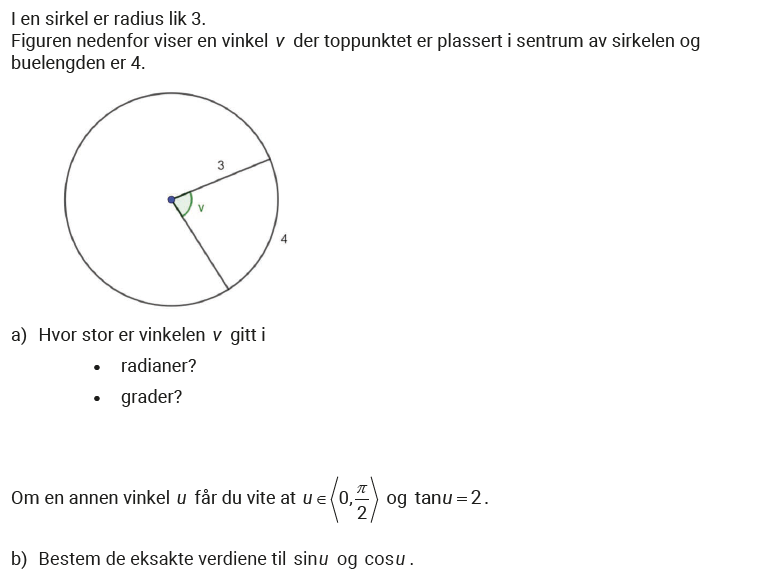 I en sirkel er radius lik 3.
Figuren nedenfor viser en vinkel v der toppunktet er plassert i sentrum av sirkelen og
buelengden er 4.
3
v
4
a) Hvor stor er vinkelen v gitt i
• radianer?
• grader?
Om en annen vinkel u får du vite at u ∈ ⟨0, π/2⟩ og tan u = 2.
b) Bestem de eksakte verdiene til sin u og cos u.